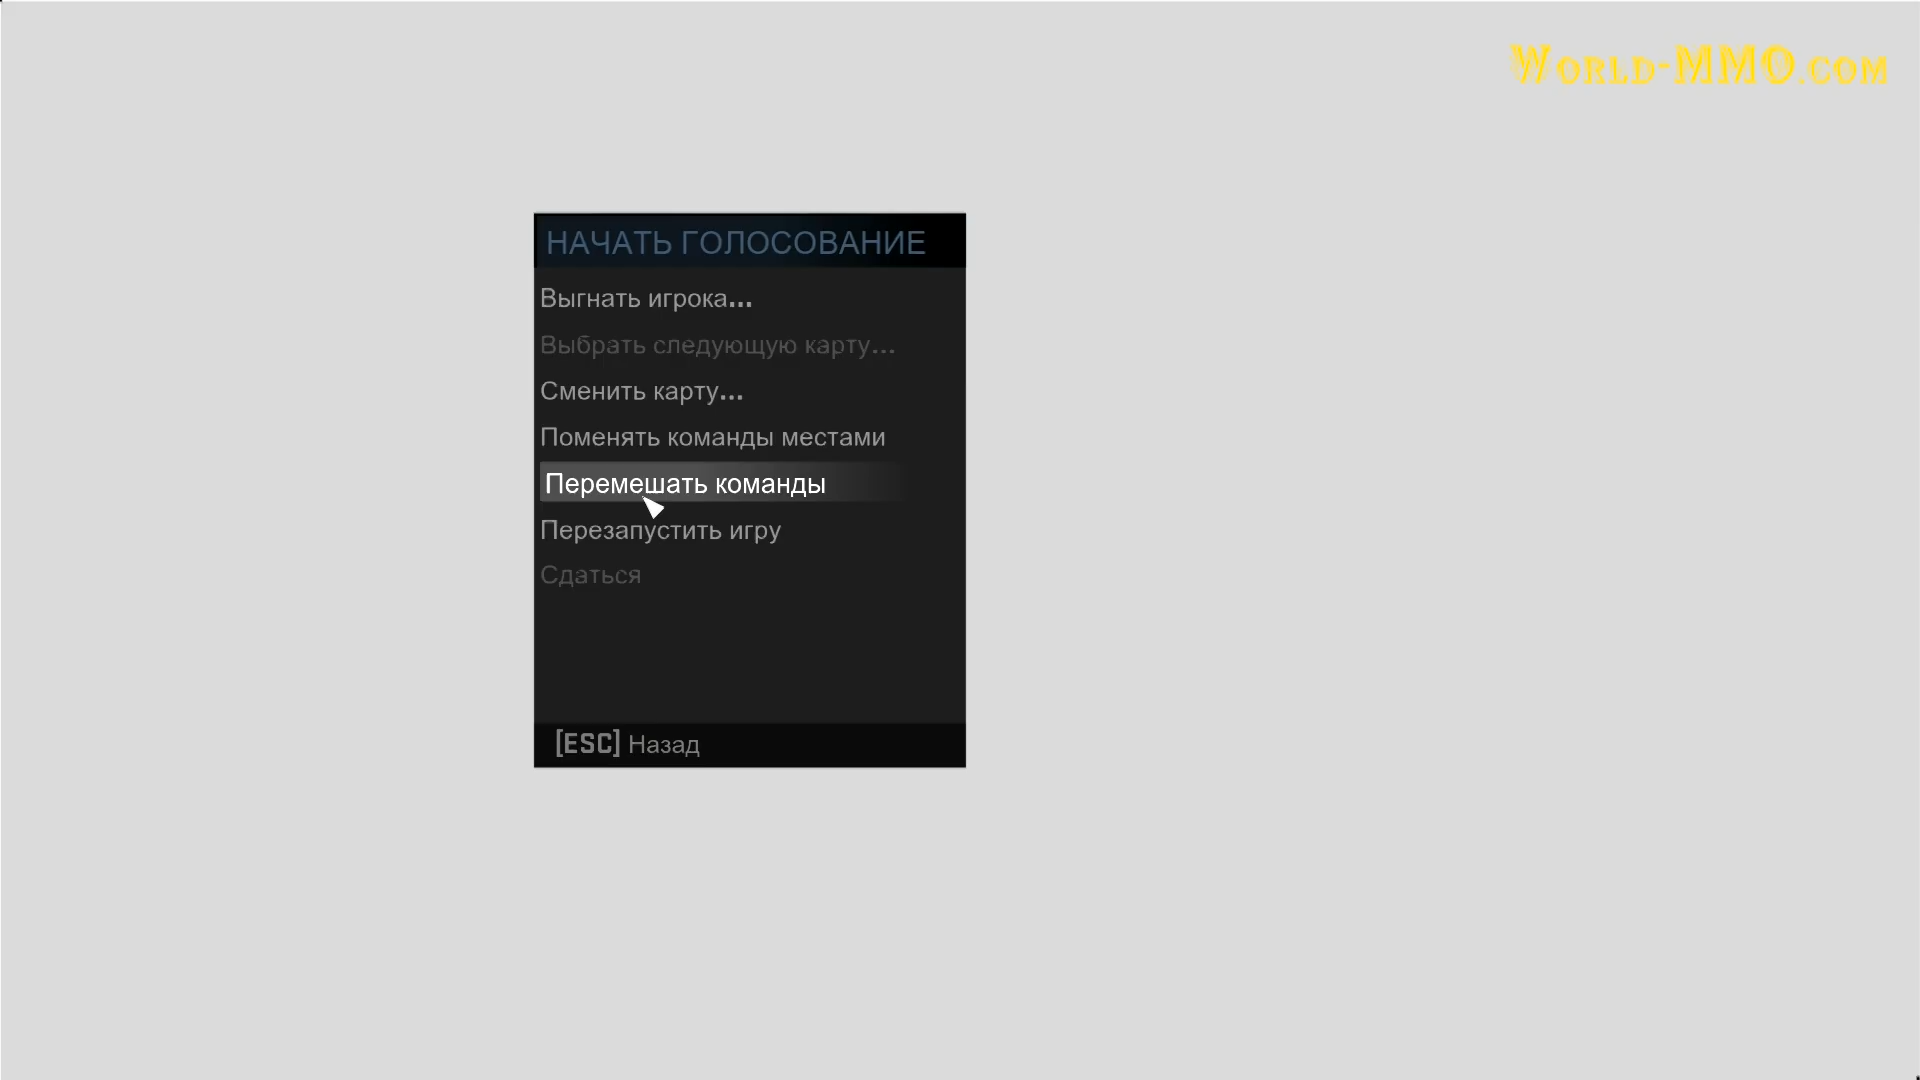 World-MMO.com
НАЧАТЬ ГОЛОСОВАНИЕ
Выгнать игрока...
Выбрать следующую карту...
Сменить карту...
Поменять команды местами
Перемешать команды
Перезапустить игру
Сдаться
[ESC] Назад